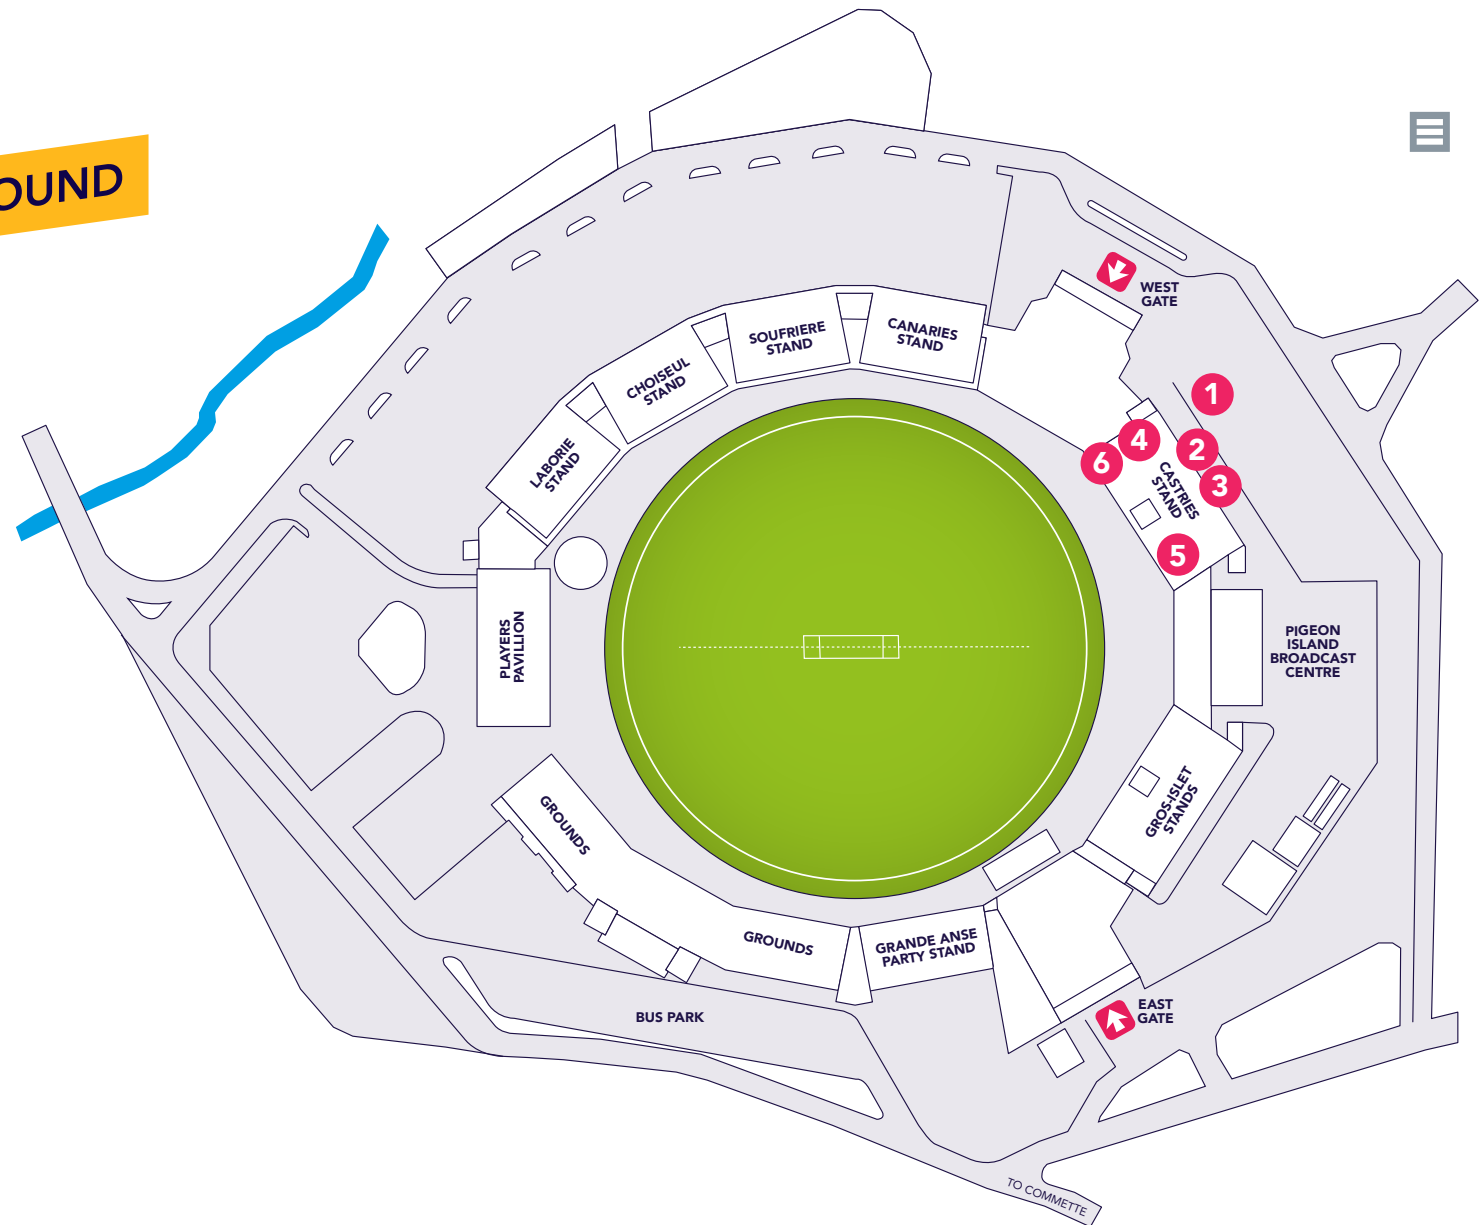 OUND
WEST
GATE
SOUFRIERE
STAND
CANARIES
STAND
CHOISEUL
STAND
1
4
2
6
3
LABORIE
STAND
CASTRIES
STAND
5
PLAYERS
PAVILLION
PIGEON
ISLAND
BROADCAST
CENTRE
GROS-ISLET
STANDS
GROUNDS
GROUNDS
GRANDE ANSE
PARTY STAND
BUS PARK
EAST
GATE
TO COMMETTE